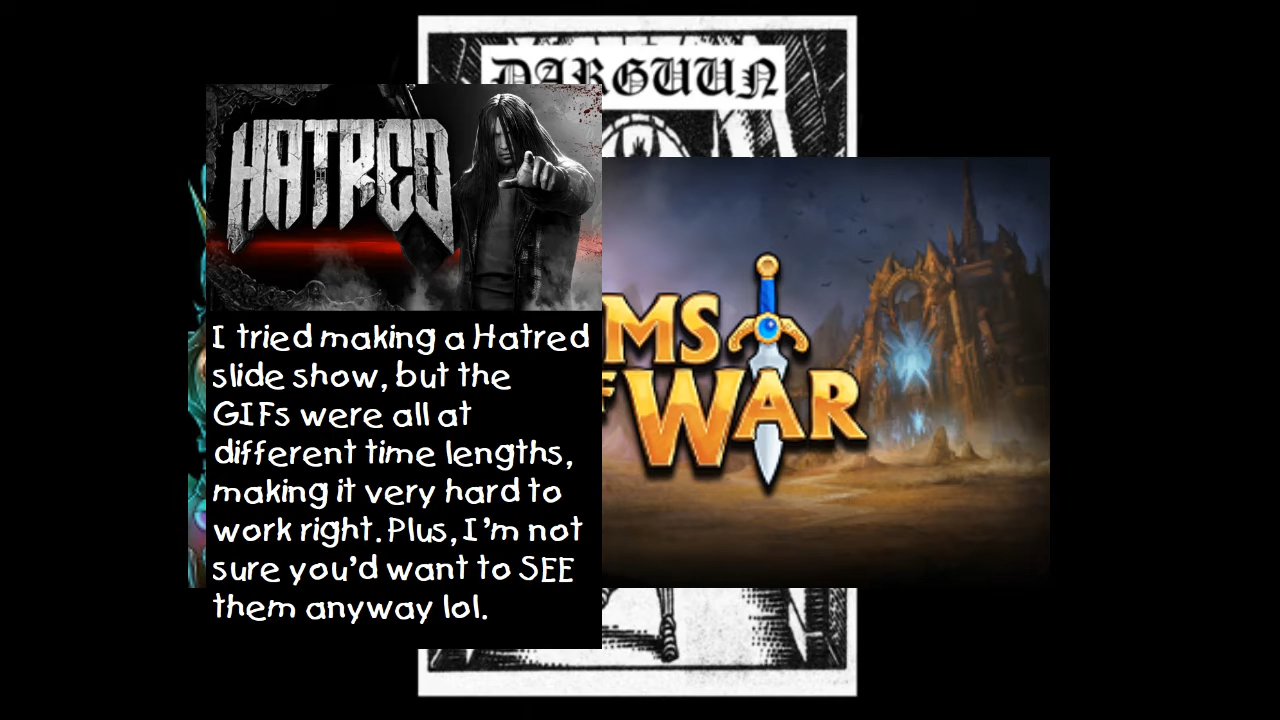 DARGUUN
HATRED
MS
WAR
I tried making a Hatred
slide show, but the
GIFs were all at
different time lengths,
making it very hard to
work right. Plus, I'm not
sure you'd want to SEE
them anyway lol.